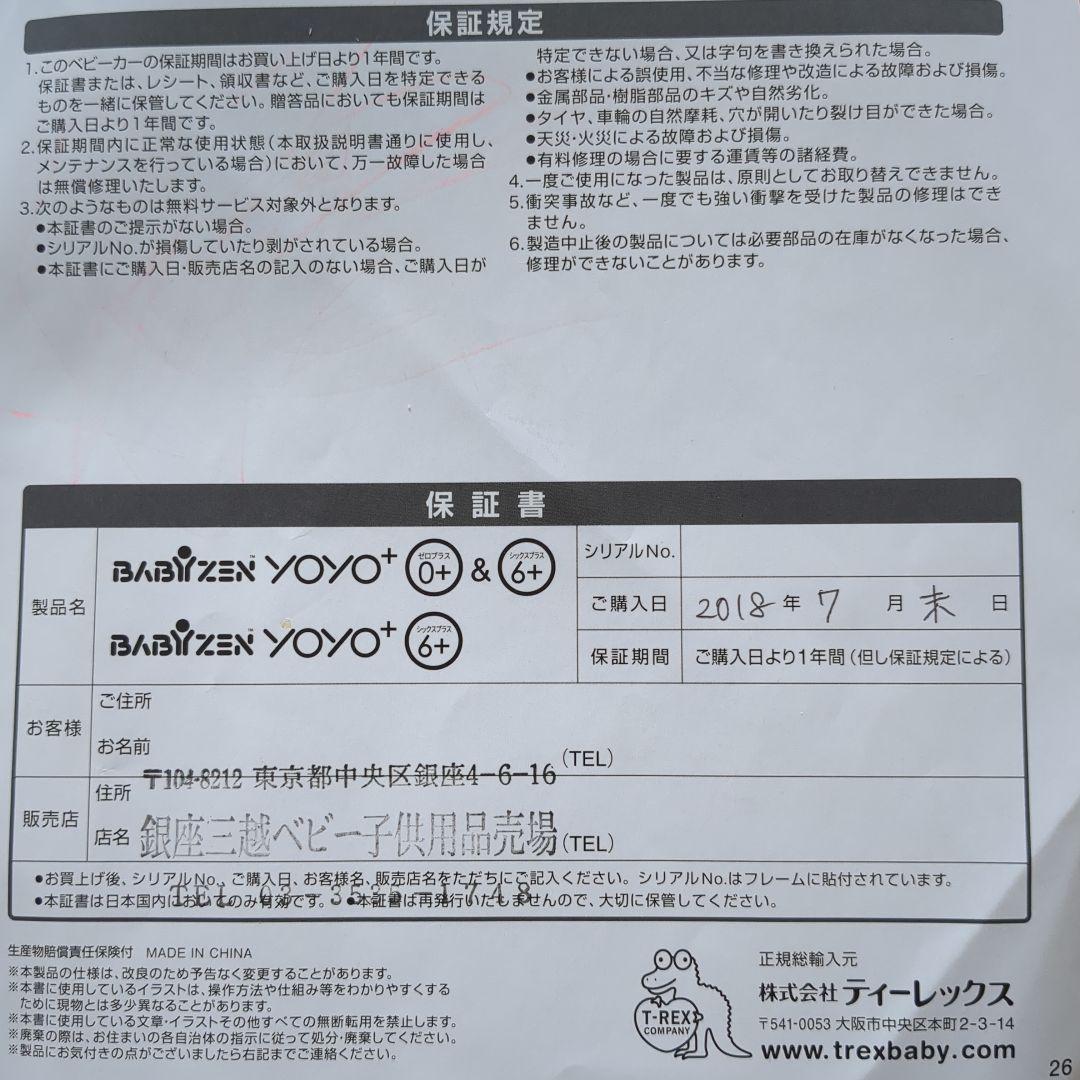 保証規定
1.このベビーカーの保証期間はお買い上げ日より1年間です。
保証書または、レシート、領収書など、ご購入日を特定できる
ものを一緒に保管してください。贈答品においても保証期間は
ご購入日より1年間です。
2.保証期間内に正常な使用状態(本取扱説明書通りに使用し、
メンテナンスを行っている場合)において、万一故障した場合
は無償修理いたします。
3.次のようなものは無料サービス対象外となります。
●本証書のご提示がない場合。
●シリアルNo.が損傷していたり剥がされている場合。
●本証書にご購入日・販売店名の記入のない場合、ご購入日が
特定できない場合、又は字句を書き換えられた場合。
●お客様による誤使用、不当な修理や改造による故障および損傷。
●金属部品・樹脂部品のキズや自然劣化。
●タイヤ、車輪の自然摩耗、穴が開いたり裂け目ができた場合。
●天災・火災による故障および損傷。
●有料修理の場合に要する運賃等の諸経費。
4.一度ご使用になった製品は、原則としてお取り替えできません。
5.衝突事故など、一度でも強い衝撃を受けた製品の修理はでき
ません。
6.製造中止後の製品については必要部品の在庫がなくなった場合、
修理ができないことがあります。
保証書
製品名
BABYZEN™ YOYO+ ゼロプラス 0+ & シックスプラス 6+
BABYZEN™ YOYO+ シックスプラス 6+
シリアルNo.
ご購入日 2018年 7 月 末 日
保証期間 ご購入日より1年間(但し保証規定による)
お客様
ご住所
お名前 (TEL)
〒104-8212 東京都中央区銀座4-6-16
販売店
住所
店名 銀座三越ベビー子供用品売場 (TEL)
●お買上げ後、シリアルNo.、ご購入日、お客様名、販売店名をただちにご記入ください。シリアルNo.はフレームに貼付されています。
TEL 03-3535-1748
●本証書は日本国内においてのみ有効です。 ●本証書は再発行いたしませんので、大切に保管してください。
生産物賠償責任保険付 MADE IN CHINA
※本製品の仕様は、改良のため予告なく変更することがあります。
※本書に使用しているイラストは、操作方法や仕組み等をわかりやすくする
ために現物とは多少異なることがあります。
※本書に使用している文章・イラストその他すべての無断転用を禁止します。
※廃棄の際は、お住まいの各自治体の指示に従って処分・廃棄してください。
※製品にお気付きの点がございましたら右記までご連絡ください。
T-REX
COMPANY
正規総輸入元
株式会社 ティーレックス
〒541-0053 大阪市中央区本町2-3-14
www.trexbaby.com
26